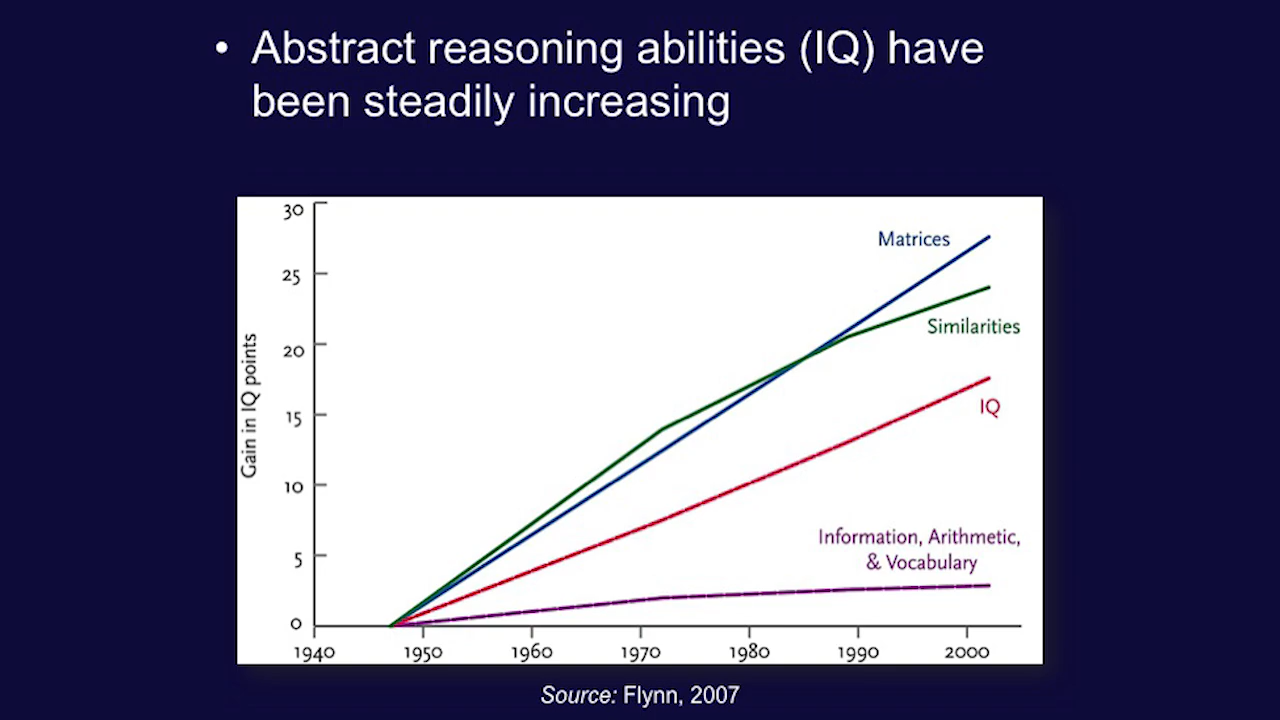 • Abstract reasoning abilities (IQ) have
been steadily increasing
30
25
20
15
10
5
0
Gain in IQ points
Matrices
Similarities
IQ
Information, Arithmetic,
& Vocabulary
1940 1950 1960 1970 1980 1990 2000
Source: Flynn, 2007